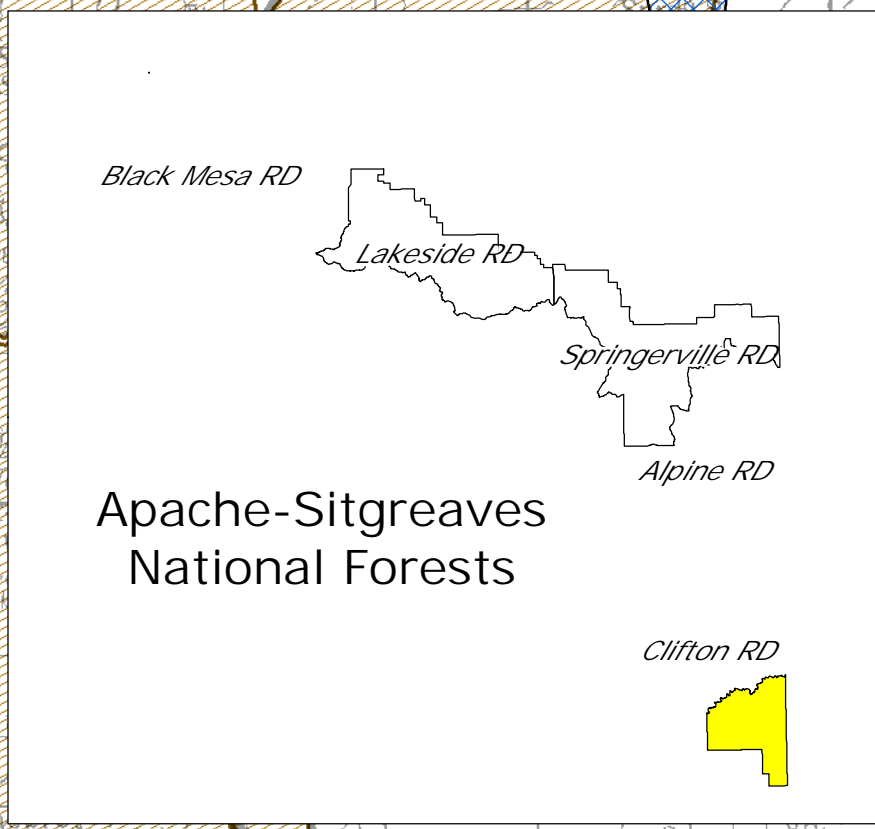 Black Mesa RD
Lakeside RD
Springerville RD
Alpine RD
Apache-Sitgreaves
National Forests
Clifton RD